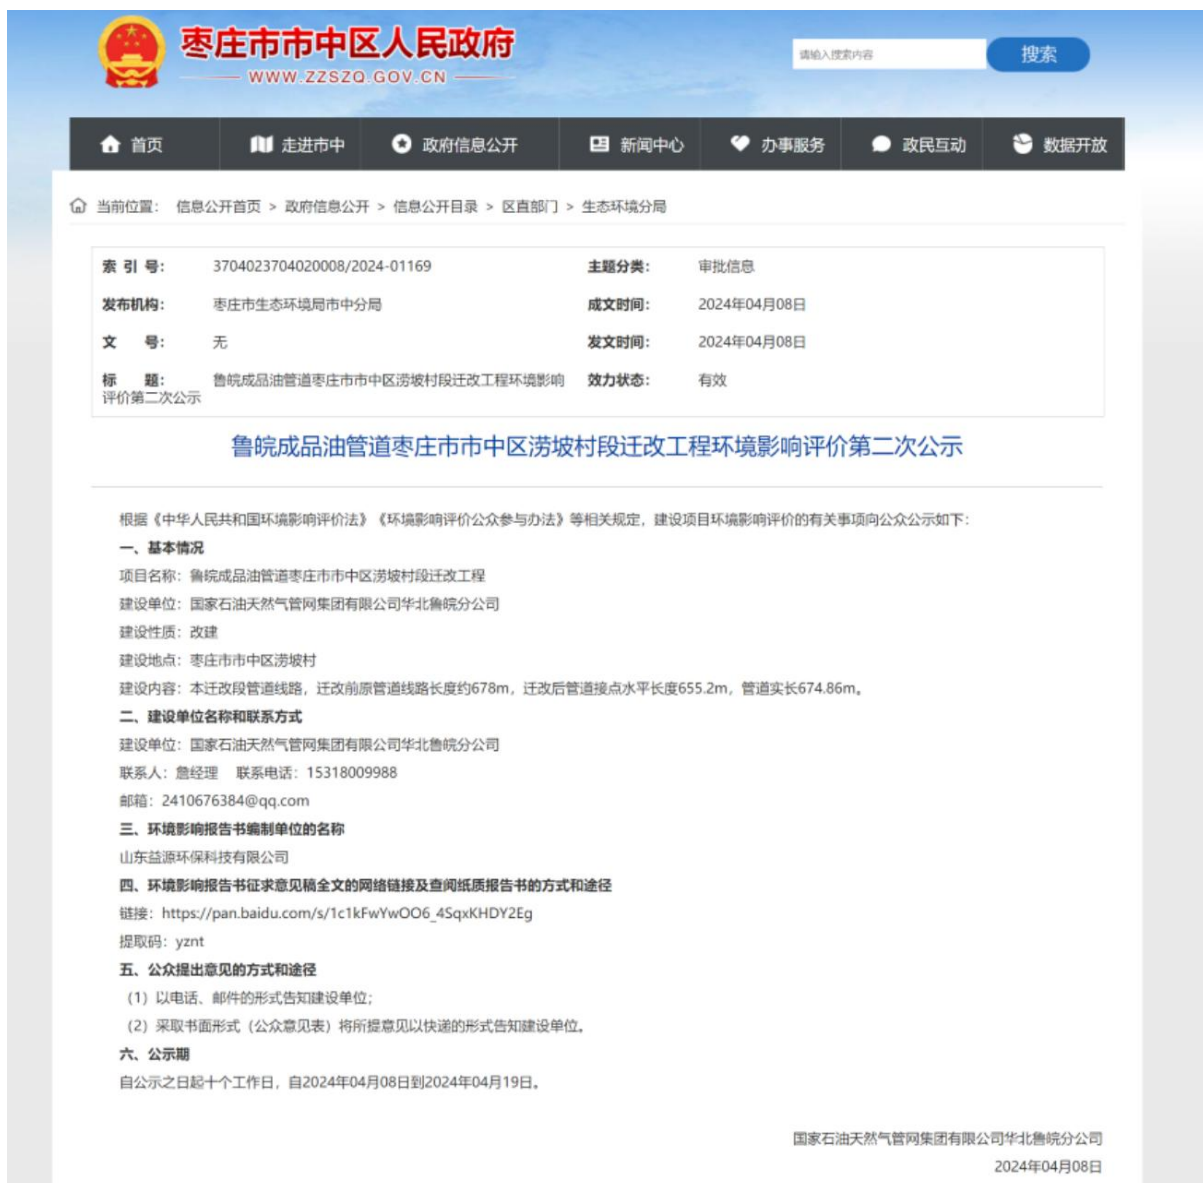 枣庄市市中区人民政府
WWW.ZZSZQ.GOV.CN
请输入搜索内容
搜索
首页 走进市中 政府信息公开 新闻中心 办事服务 政民互动 数据开放
当前位置： 信息公开首页 > 政府信息公开 > 信息公开目录 > 区直部门 > 生态环境分局
索 引 号： 3704023704020008/2024-01169 主题分类： 审批信息
发布机构： 枣庄市生态环境局市中分局 成文时间： 2024年04月08日
文 号： 无 发文时间： 2024年04月08日
标 题： 鲁皖成品油管道枣庄市市中区涝坡村段迁改工程环境影响 效力状态： 有效
评价第二次公示
鲁皖成品油管道枣庄市市中区涝坡村段迁改工程环境影响评价第二次公示
根据《中华人民共和国环境影响评价法》《环境影响评价公众参与办法》等相关规定，建设项目环境影响评价的有关事项向公众公示如下：
一、基本情况
项目名称：鲁皖成品油管道枣庄市市中区涝坡村段迁改工程
建设单位：国家石油天然气管网集团有限公司华北鲁皖分公司
建设性质：改建
建设地点：枣庄市市中区涝坡村
建设内容：本迁改段管道线路，迁改前原管道线路长度约678m，迁改后管道接点水平长度655.2m，管道实长674.86m。
二、建设单位名称和联系方式
建设单位：国家石油天然气管网集团有限公司华北鲁皖分公司
联系人：詹经理 联系电话：15318009988
邮箱：2410676384@qq.com
三、环境影响报告书编制单位的名称
山东益源环保科技有限公司
四、环境影响报告书征求意见稿全文的网络链接及查阅纸质报告书的方式和途径
链接：https://pan.baidu.com/s/1c1kFwYwOO6_4SqxKHDY2Eg
提取码：yznt
五、公众提出意见的方式和途径
（1）以电话、邮件的形式告知建设单位；
（2）采取书面形式（公众意见表）将所提意见以快递的形式告知建设单位。
六、公示期
自公示之日起十个工作日，自2024年04月08日到2024年04月19日。
国家石油天然气管网集团有限公司华北鲁皖分公司
2024年04月08日